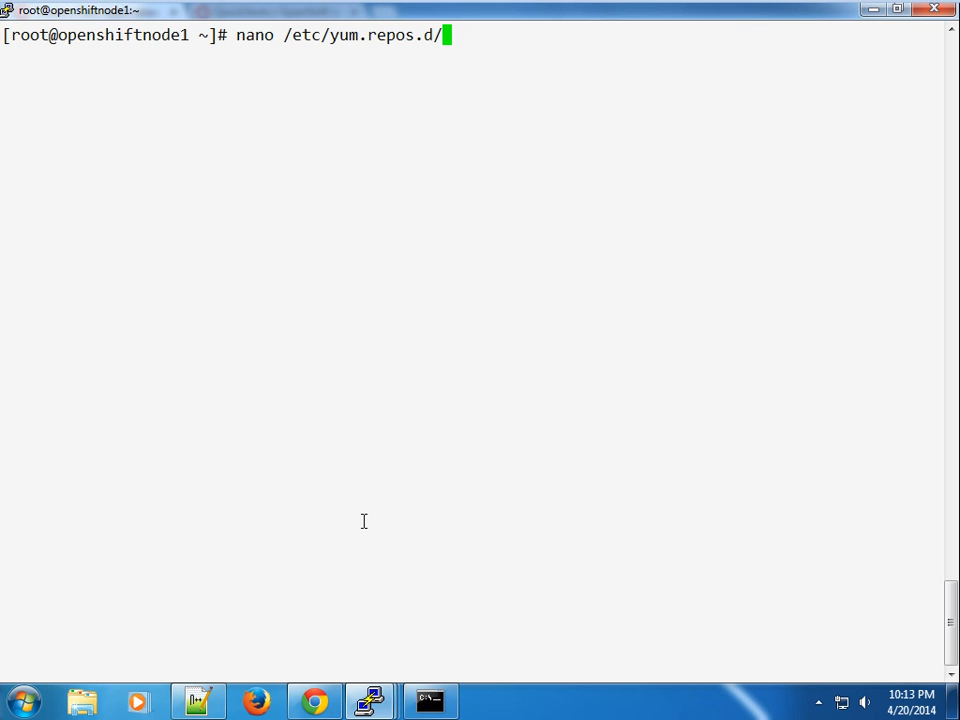 root@openshiftnode1:~
[root@openshiftnode1 ~]# nano /etc/yum.repos.d/
C:\.
10:13 PM
4/20/2014